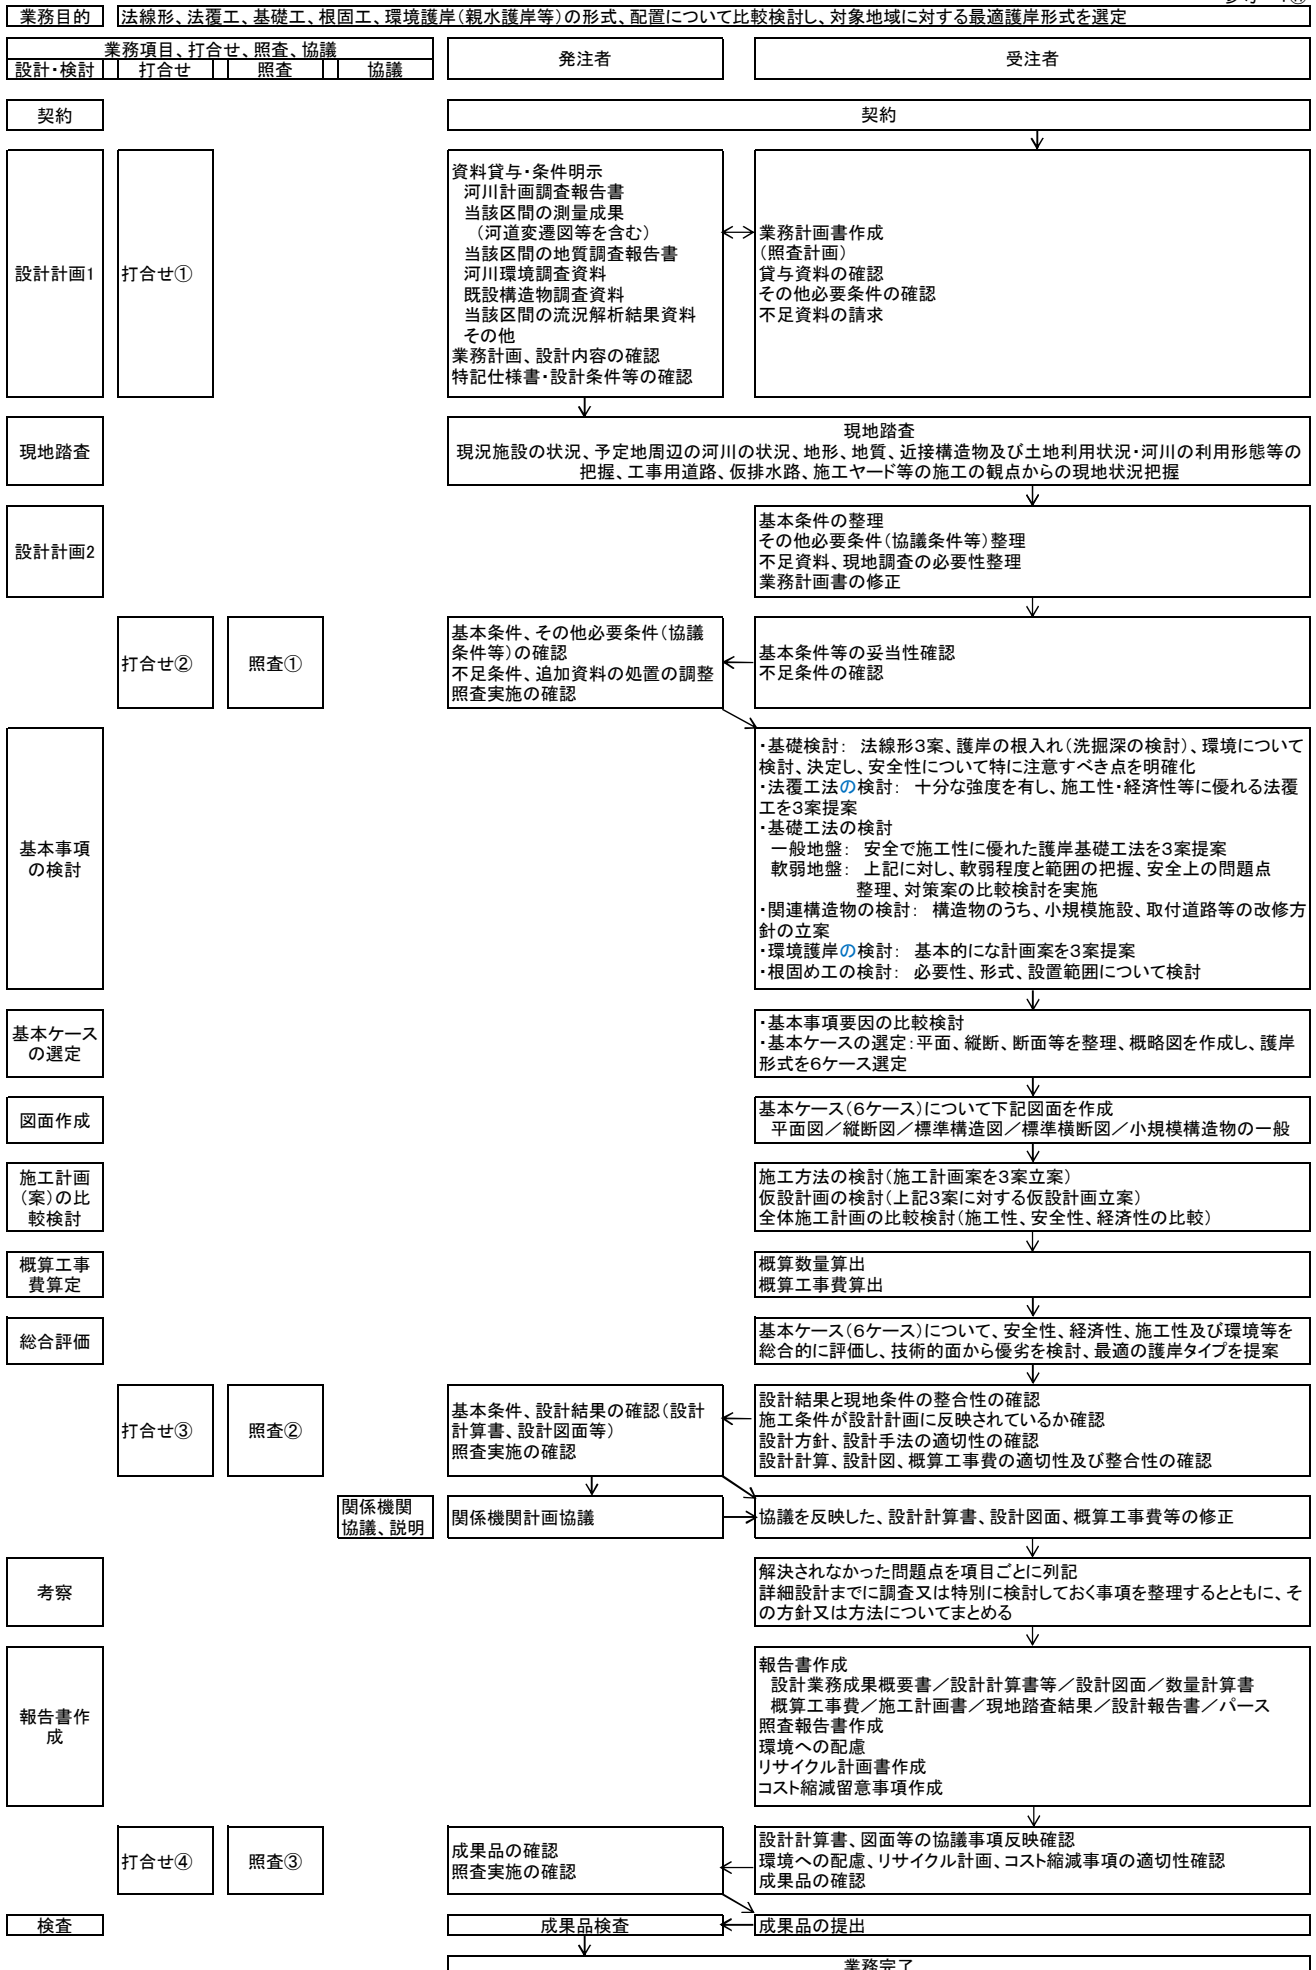 業務目的
法線形、法覆工、基礎工、根固工、環境護岸(親水護岸等)の形式、配置について比較検討し、対象地域に対する最適護岸形式を選定
業務項目、打合せ、照査、協議
設計・検討
打合せ
照査
協議
発注者
受注者
契約
契約
設計計画1
打合せ①
資料貸与・条件明示
河川計画調査報告書
当該区間の測量成果
(河道変遷図等を含む)
当該区間の地質調査報告書
河川環境調査資料
既設構造物調査資料
当該区間の流況解析結果資料
その他
業務計画、設計内容の確認
特記仕様書・設計条件等の確認
業務計画書作成
(照査計画)
貸与資料の確認
その他必要条件の確認
不足資料の請求
現地踏査
現地踏査
現況施設の状況、予定地周辺の河川の状況、地形、地質、近接構造物及び土地利用状況・河川の利用形態等の
把握、工事用道路、仮排水路、施工ヤード等の施工の観点からの現地状況把握
設計計画2
基本条件の整理
その他必要条件(協議条件等)整理
不足資料、現地調査の必要性整理
業務計画書の修正
打合せ②
照査①
基本条件、その他必要条件(協議
条件等)の確認
不足条件、追加資料の処置の調整
照査実施の確認
基本条件等の妥当性確認
不足条件の確認
基本事項
の検討
・基礎検討: 法線形3案、護岸の根入れ(洗掘深の検討)、環境について
検討、決定し、安全性について特に注意すべき点を明確化
・法覆工法の検討: 十分な強度を有し、施工性・経済性等に優れる法覆
工を3案提案
・基礎工法の検討
一般地盤: 安全で施工性に優れた護岸基礎工法を3案提案
軟弱地盤: 上記に対し、軟弱程度と範囲の把握、安全上の問題点
整理、対策案の比較検討を実施
・関連構造物の検討: 構造物のうち、小規模施設、取付道路等の改修方
針の立案
・環境護岸の検討: 基本的にな計画案を3案提案
・根固め工の検討: 必要性、形式、設置範囲について検討
基本ケース
の選定
・基本事項要因の比較検討
・基本ケースの選定:平面、縦断、断面等を整理、概略図を作成し、護岸
形式を6ケース選定
図面作成
基本ケース(6ケース)について下記図面を作成
平面図/縦断図/標準構造図/標準横断図/小規模構造物の一般
施工計画
(案)の比
較検討
施工方法の検討(施工計画案を3案立案)
仮設計画の検討(上記3案に対する仮設計画立案)
全体施工計画の比較検討(施工性、安全性、経済性の比較)
概算工事
費算定
概算数量算出
概算工事費算出
総合評価
基本ケース(6ケース)について、安全性、経済性、施工性及び環境等を
総合的に評価し、技術的面から優劣を検討、最適の護岸タイプを提案
打合せ③
照査②
基本条件、設計結果の確認(設計
計算書、設計図面等)
照査実施の確認
設計結果と現地条件の整合性の確認
施工条件が設計計画に反映されているか確認
設計方針、設計手法の適切性の確認
設計計算、設計図、概算工事費の適切性及び整合性の確認
関係機関
協議、説明
関係機関計画協議
協議を反映した、設計計算書、設計図面、概算工事費等の修正
考察
解決されなかった問題点を項目ごとに列記
詳細設計までに調査又は特別に検討しておく事項を整理するとともに、そ
の方針又は方法についてまとめる
報告書作
成
報告書作成
設計業務成果概要書/設計計算書等/設計図面/数量計算書
概算工事費/施工計画書/現地踏査結果/設計報告書/パース
照査報告書作成
環境への配慮
リサイクル計画書作成
コスト縮減留意事項作成
打合せ④
照査③
成果品の確認
照査実施の確認
設計計算書、図面等の協議事項反映確認
環境への配慮、リサイクル計画、コスト縮減事項の適切性確認
成果品の確認
検査
成果品検査
成果品の提出
業務完了